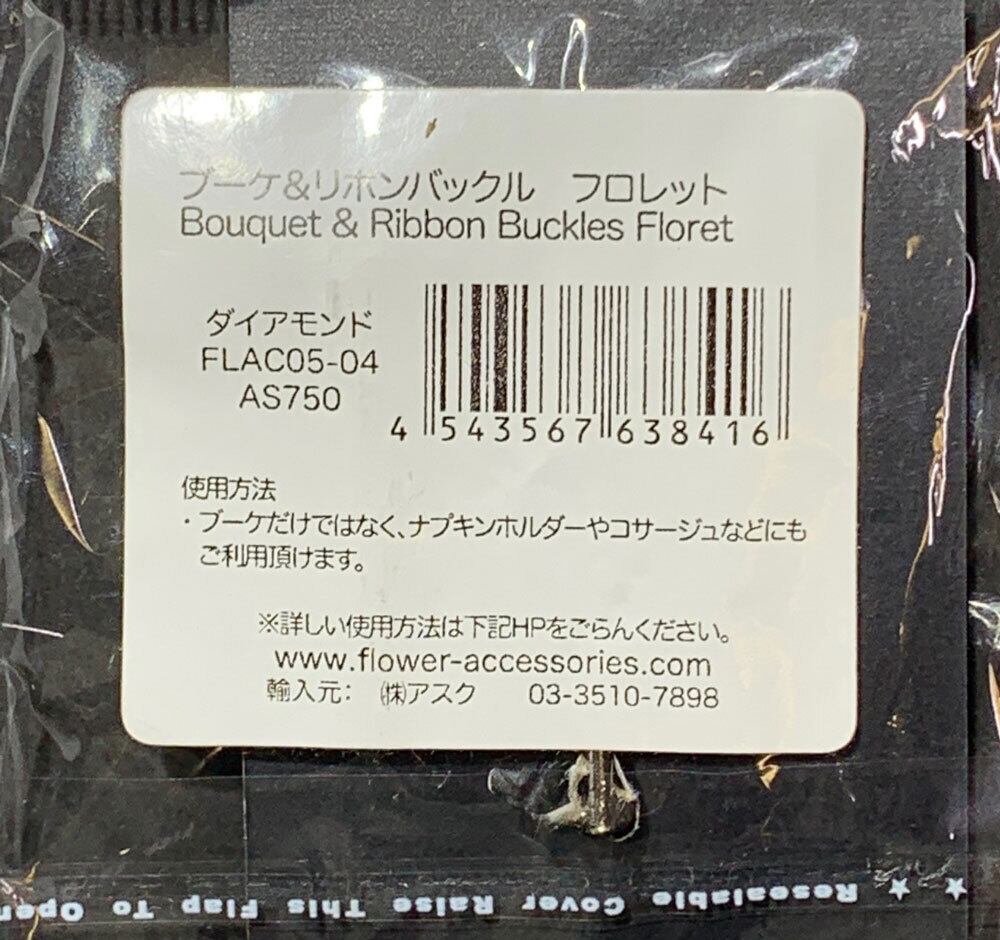 ブーケ&リボンバックル　フロレット
Bouquet & Ribbon Buckles Floret
ダイアモンド
FLAC05-04
AS750
4 543567 638416
使用方法
・ブーケだけではなく、ナプキンホルダーやコサージュなどにも
ご利用頂けます。
※詳しい使用方法は下記HPをごらんください。
www.flower-accessories.com
輸入元：㈱アスク　03-3510-7898
★ ★ Resealable Cover Raise This Flap To Open